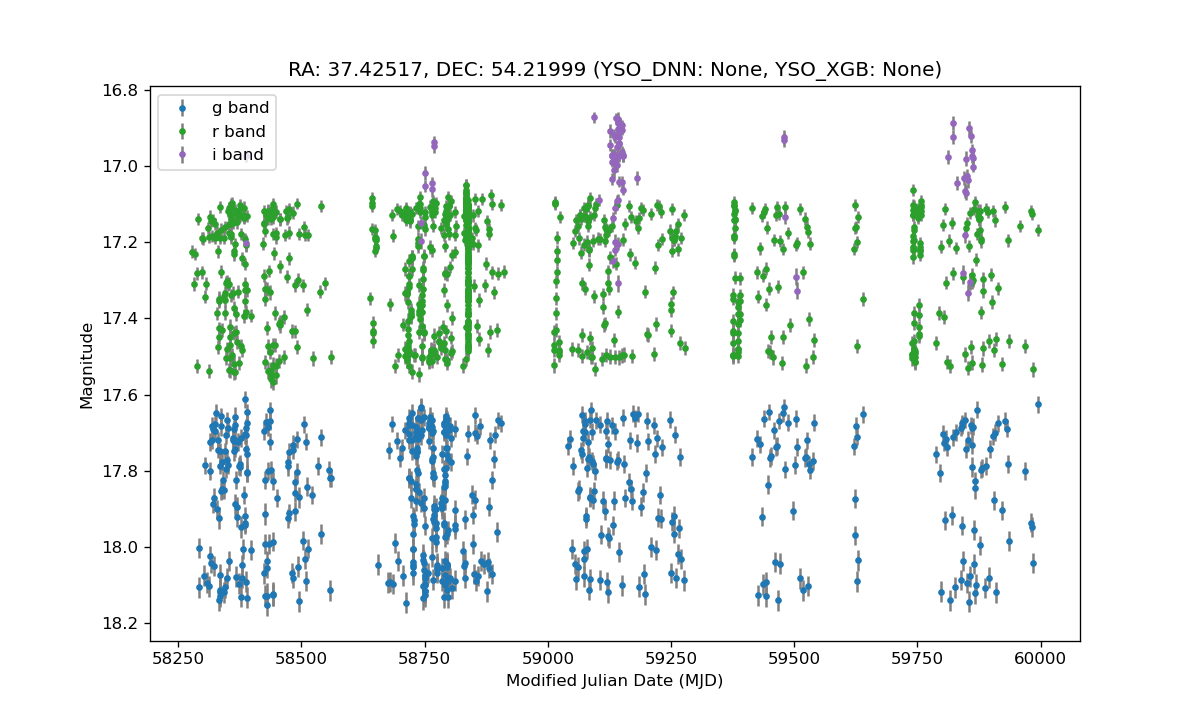 RA: 37.42517, DEC: 54.21999 (YSO_DNN: None, YSO_XGB: None)
g band
r band
i band
16.8
17.0
17.2
17.4
17.6
17.8
18.0
18.2
Magnitude
58250 58500 58750 59000 59250 59500 59750 60000
Modified Julian Date (MJD)